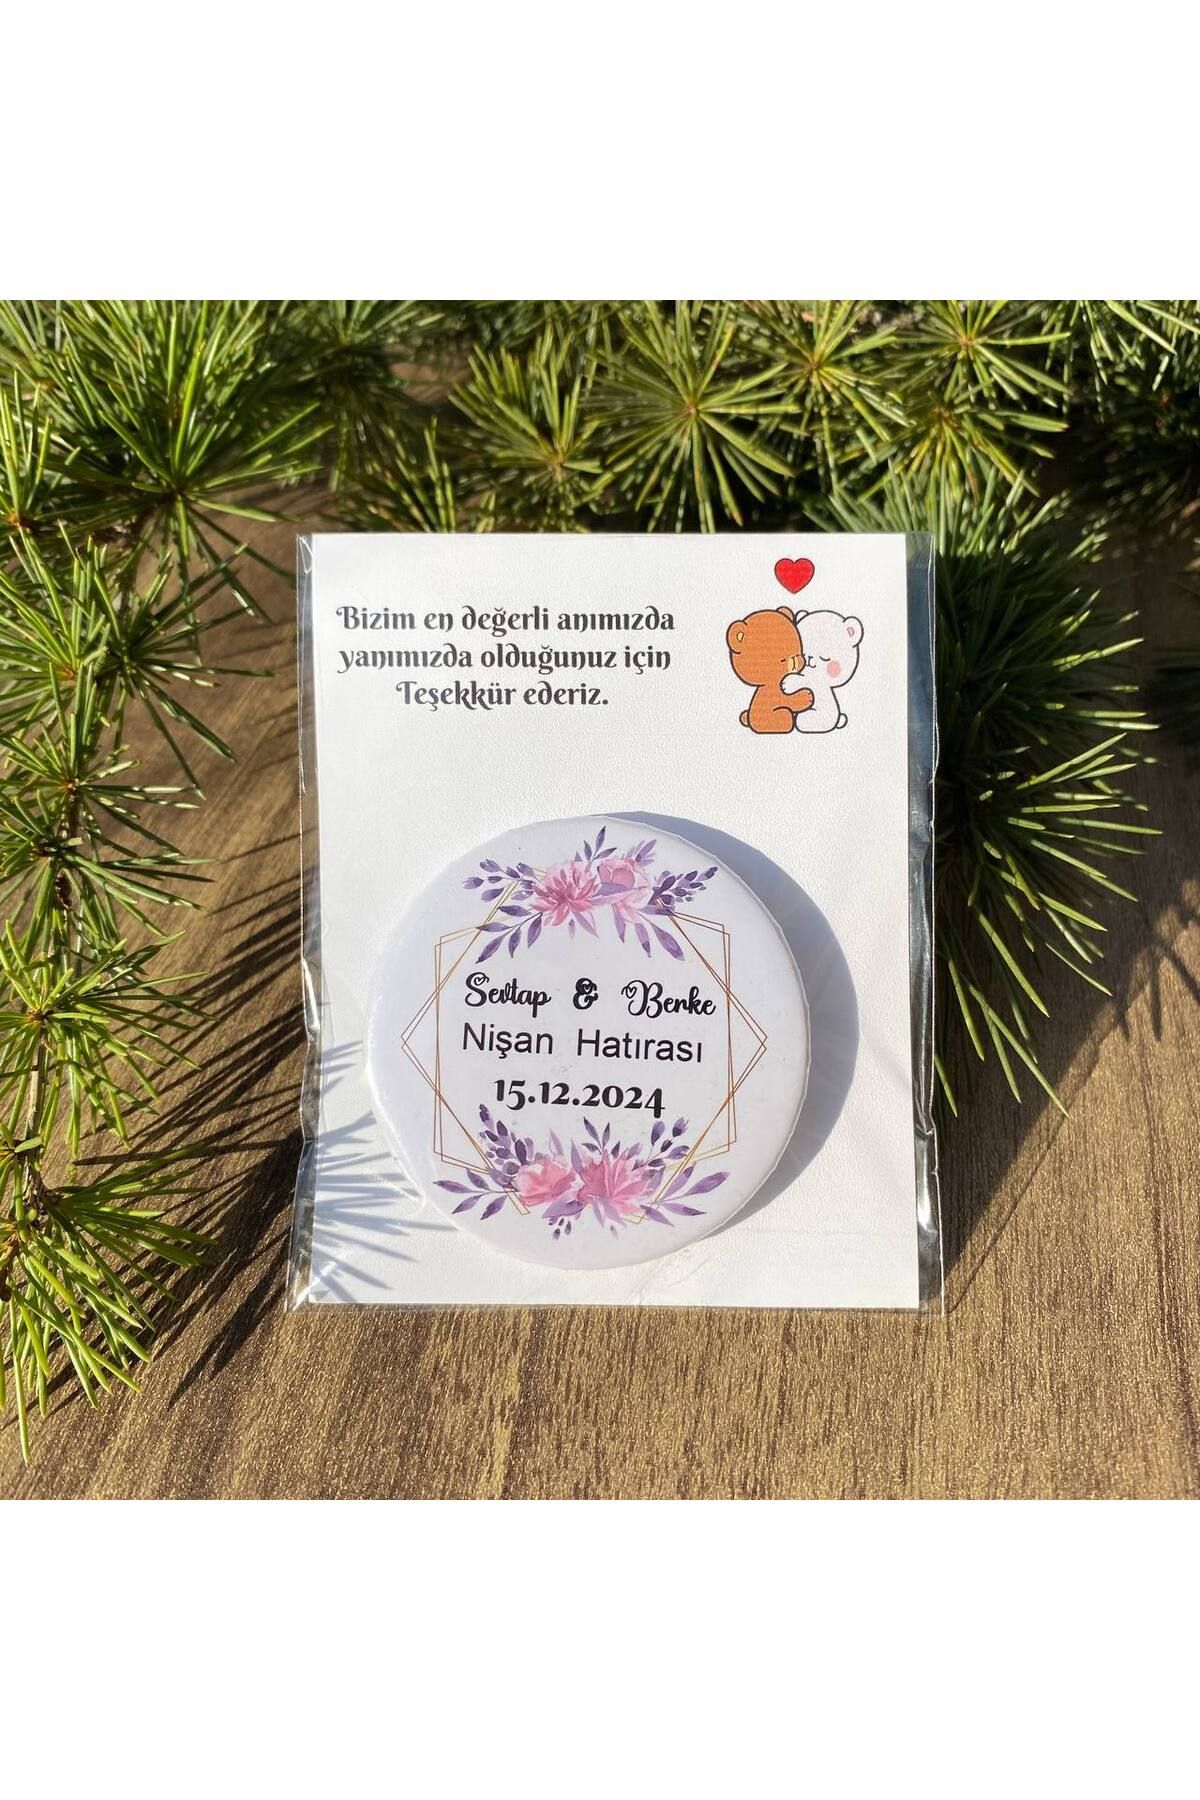 Bizim en değerli anımızda
yanımızda olduğunuz için
Teşekkür ederiz.
Sevtap & Berke
Nişan Hatırası
15.12.2024